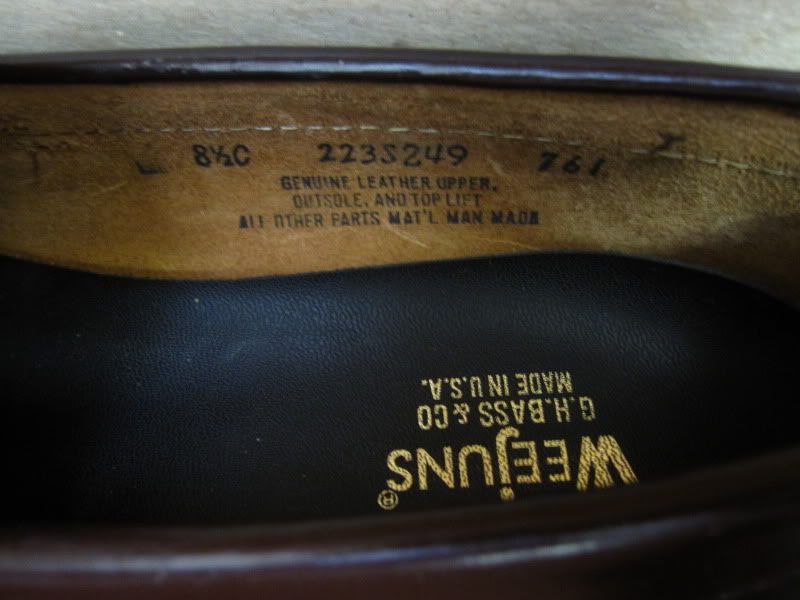 8½C 223S249 761
GENUINE LEATHER UPPER,
OUTSOLE, AND TOP LIFT
ALL OTHER PARTS MAT'L MAN MADE
WEEJUNS®
G.H.BASS & CO
MADE IN U.S.A.